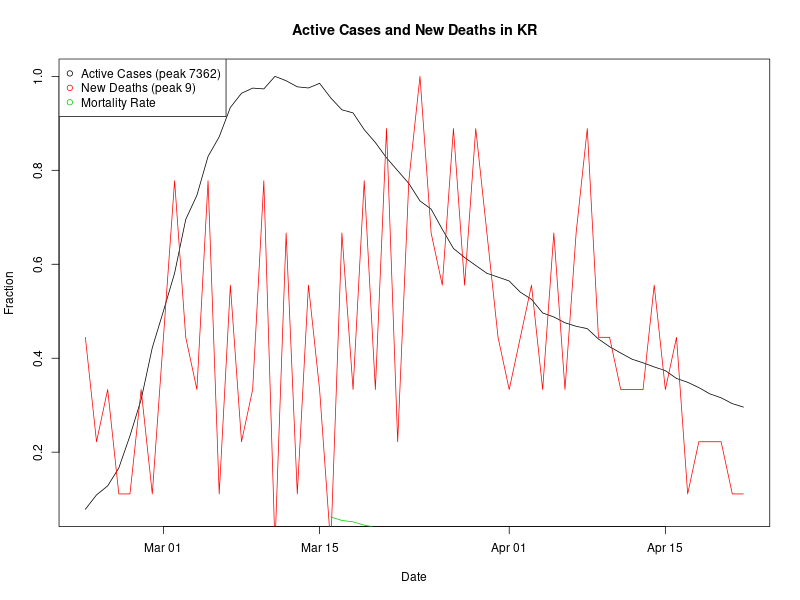 Active Cases and New Deaths in KR
Active Cases (peak 7362)
New Deaths (peak 9)
Mortality Rate
Fraction
1.0
0.8
0.6
0.4
0.2
Mar 01 Mar 15 Apr 01 Apr 15
Date